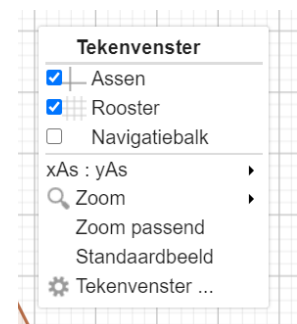 Tekenvenster
Assen
Rooster
Navigatiebalk
xAs : yAs
Zoom
Zoom passend
Standaardbeeld
Tekenvenster ...